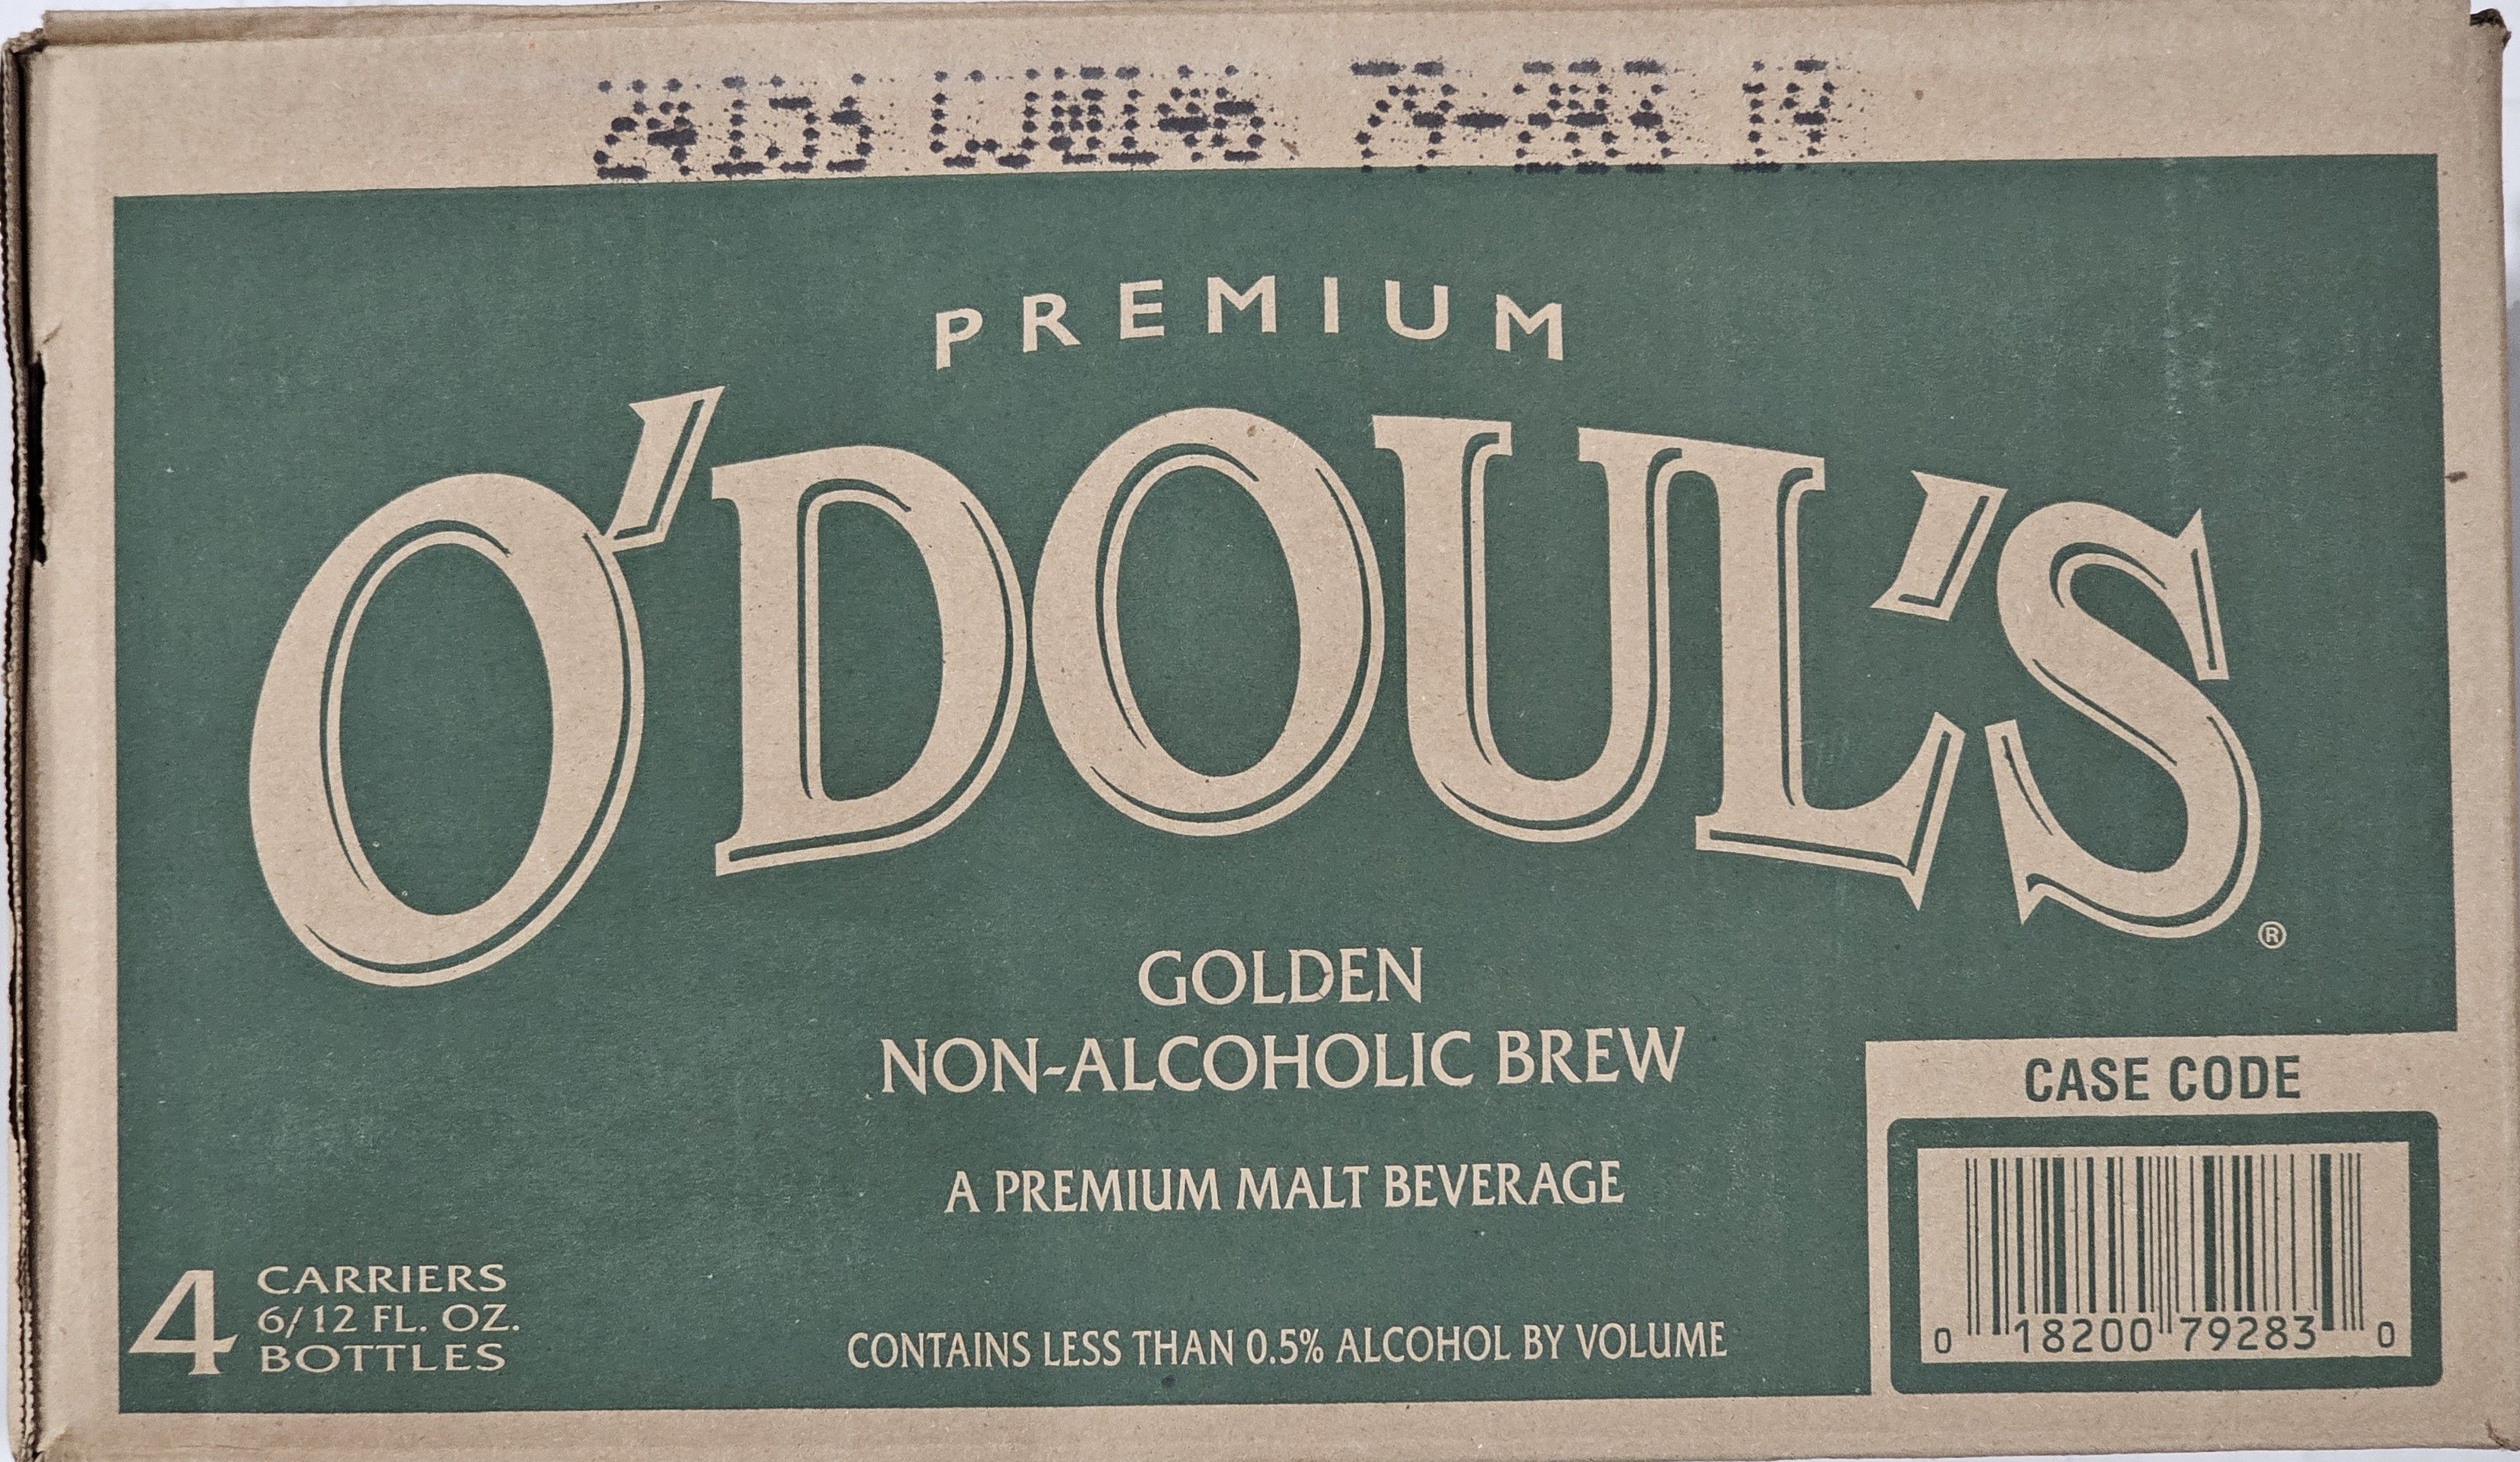 PREMIUM
O'DOUL'S®
GOLDEN
NON-ALCOHOLIC BREW
A PREMIUM MALT BEVERAGE
CONTAINS LESS THAN 0.5% ALCOHOL BY VOLUME
4 CARRIERS
6/12 FL. OZ.
BOTTLES
CASE CODE
0 18200 79283 0